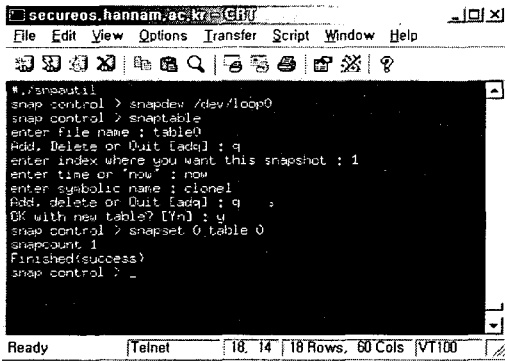 secureos.hannam.ac.kr - CRT
File Edit View Options Transfer Script Window Help
#./snpautil
snap control > snapdev /dev/loop0
snap control > snaptable
enter file name : table0
Add, Delete or Quit [adq] : q
enter index where you want this snapshot : 1
enter time or "now" : now
enter symbolic name : clone1
Add, delete or Quit [adq] : q
OK with new table? [Yn] : y
snap control > snapset 0 table 0
snapcount 1
Finished(success)
snap control > _
Ready Telnet 18, 14 18 Rows, 60 Cols VT100